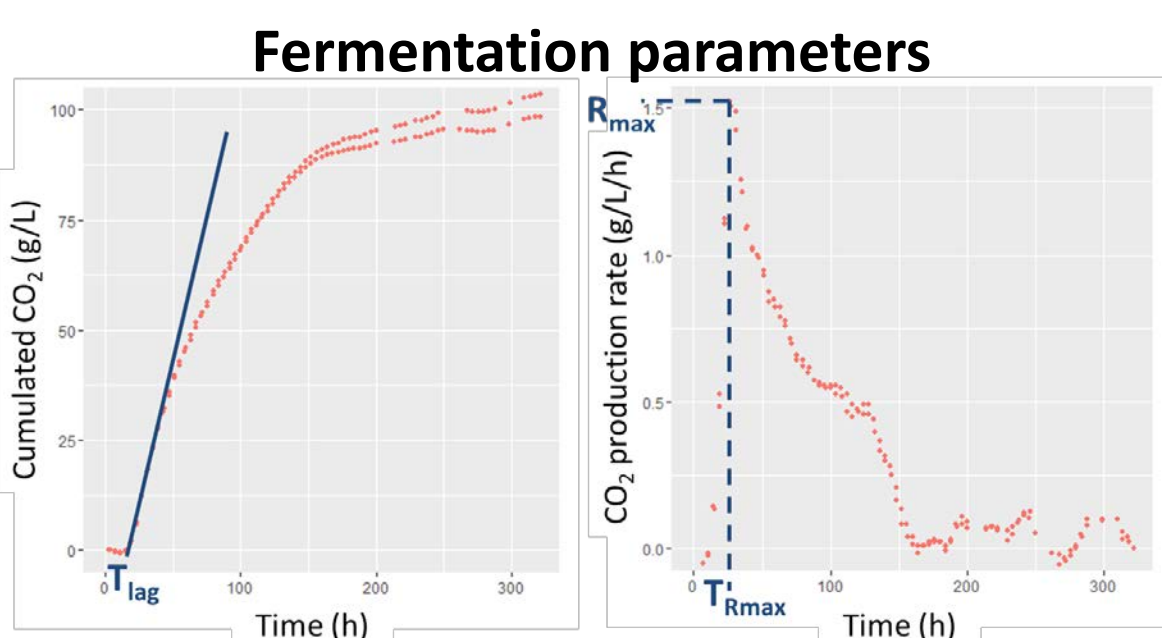 Fermentation parameters
Cumulated CO₂ (g/L)
100
75
50
25
0
0
100
200
300
Tlag
Time (h)
Rmax
CO₂ production rate (g/L/h)
1.5
1.0
0.5
0.0
0
100
200
300
TRmax
Time (h)